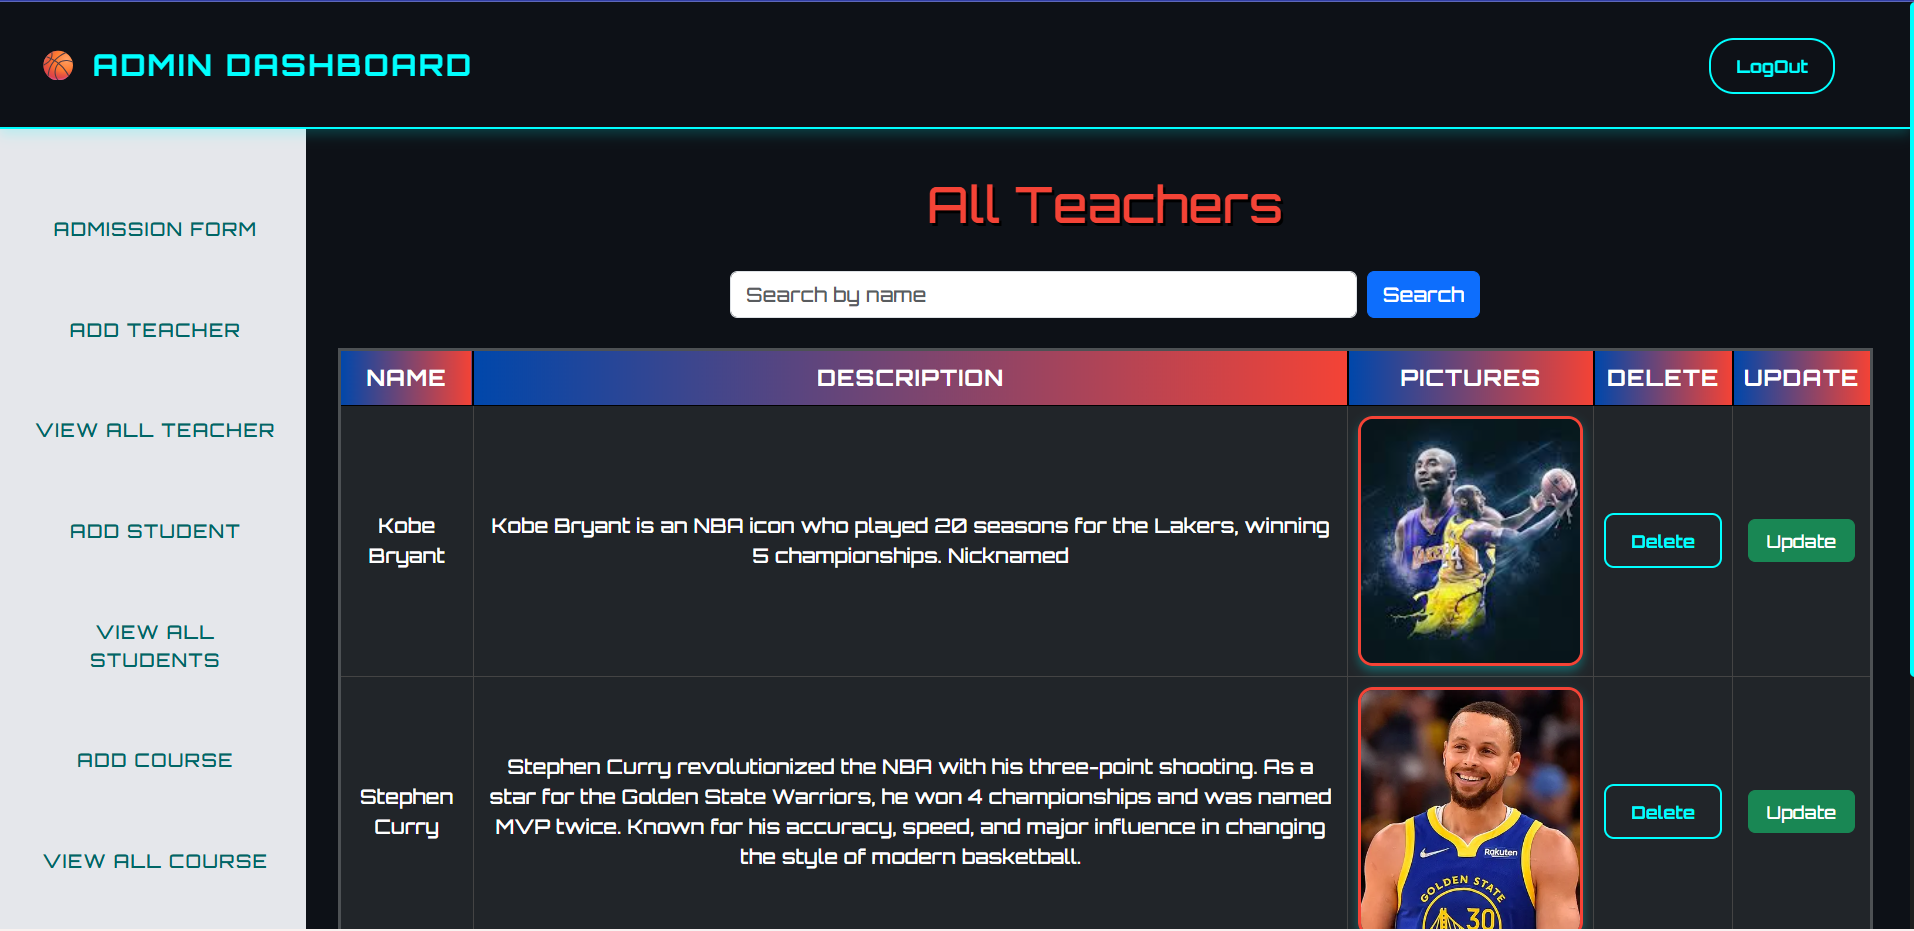 ADMIN DASHBOARD
LogOut
ADMISSION FORM
ADD TEACHER
VIEW ALL TEACHER
ADD STUDENT
VIEW ALL
STUDENTS
ADD COURSE
VIEW ALL COURSE
All Teachers
Search by name
Search
NAME DESCRIPTION PICTURES DELETE UPDATE
Kobe
Bryant
Kobe Bryant is an NBA icon who played 20 seasons for the Lakers, winning
5 championships. Nicknamed
LAKERS
24
Delete
Update
Stephen
Curry
Stephen Curry revolutionized the NBA with his three-point shooting. As a
star for the Golden State Warriors, he won 4 championships and was named
MVP twice. Known for his accuracy, speed, and major influence in changing
the style of modern basketball.
Rakuten
GOLDEN STATE
30
Delete
Update